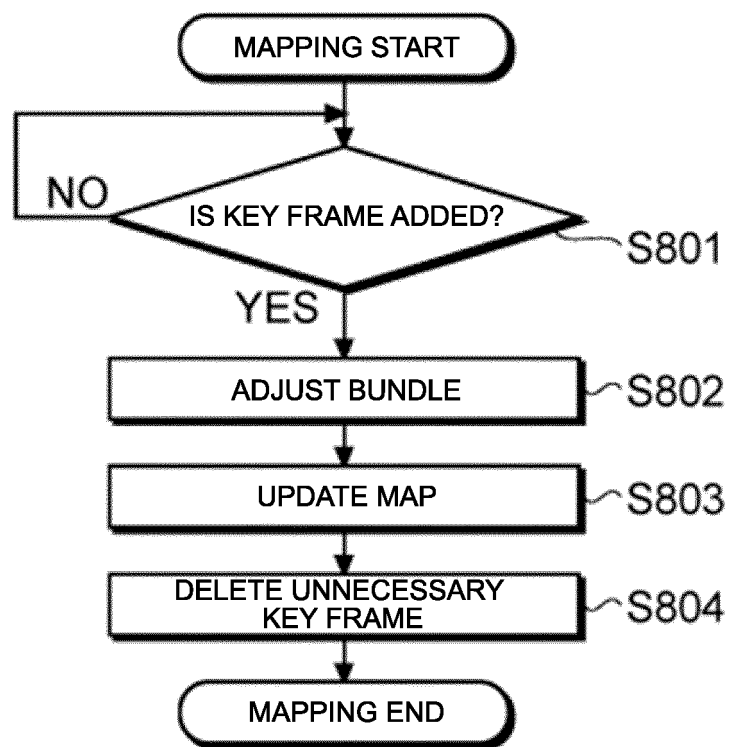 MAPPING START
IS KEY FRAME ADDED?
NO
S801
YES
ADJUST BUNDLE
S802
UPDATE MAP
S803
DELETE UNNECESSARY
KEY FRAME
S804
MAPPING END